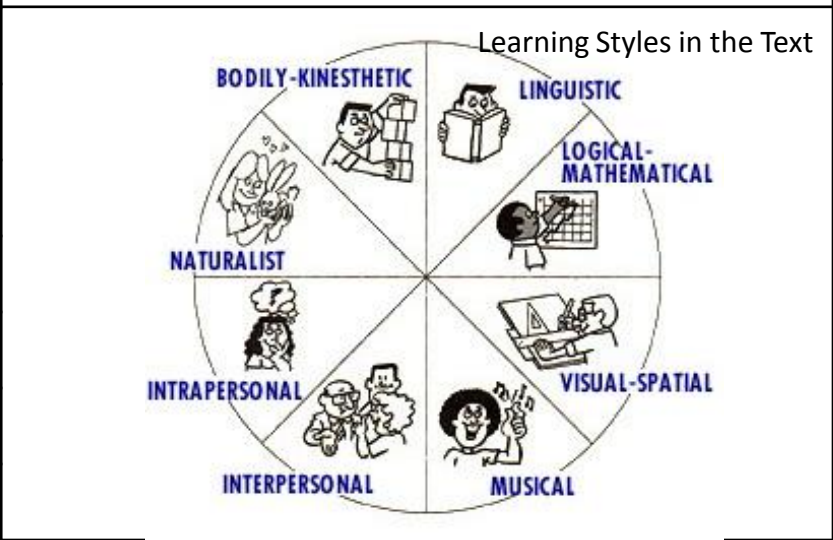 Learning Styles in the Text
BODILY-KINESTHETIC
LINGUISTIC
LOGICAL-
MATHEMATICAL
NATURALIST
?
INTRAPERSONAL
VISUAL-SPATIAL
INTERPERSONAL
MUSICAL